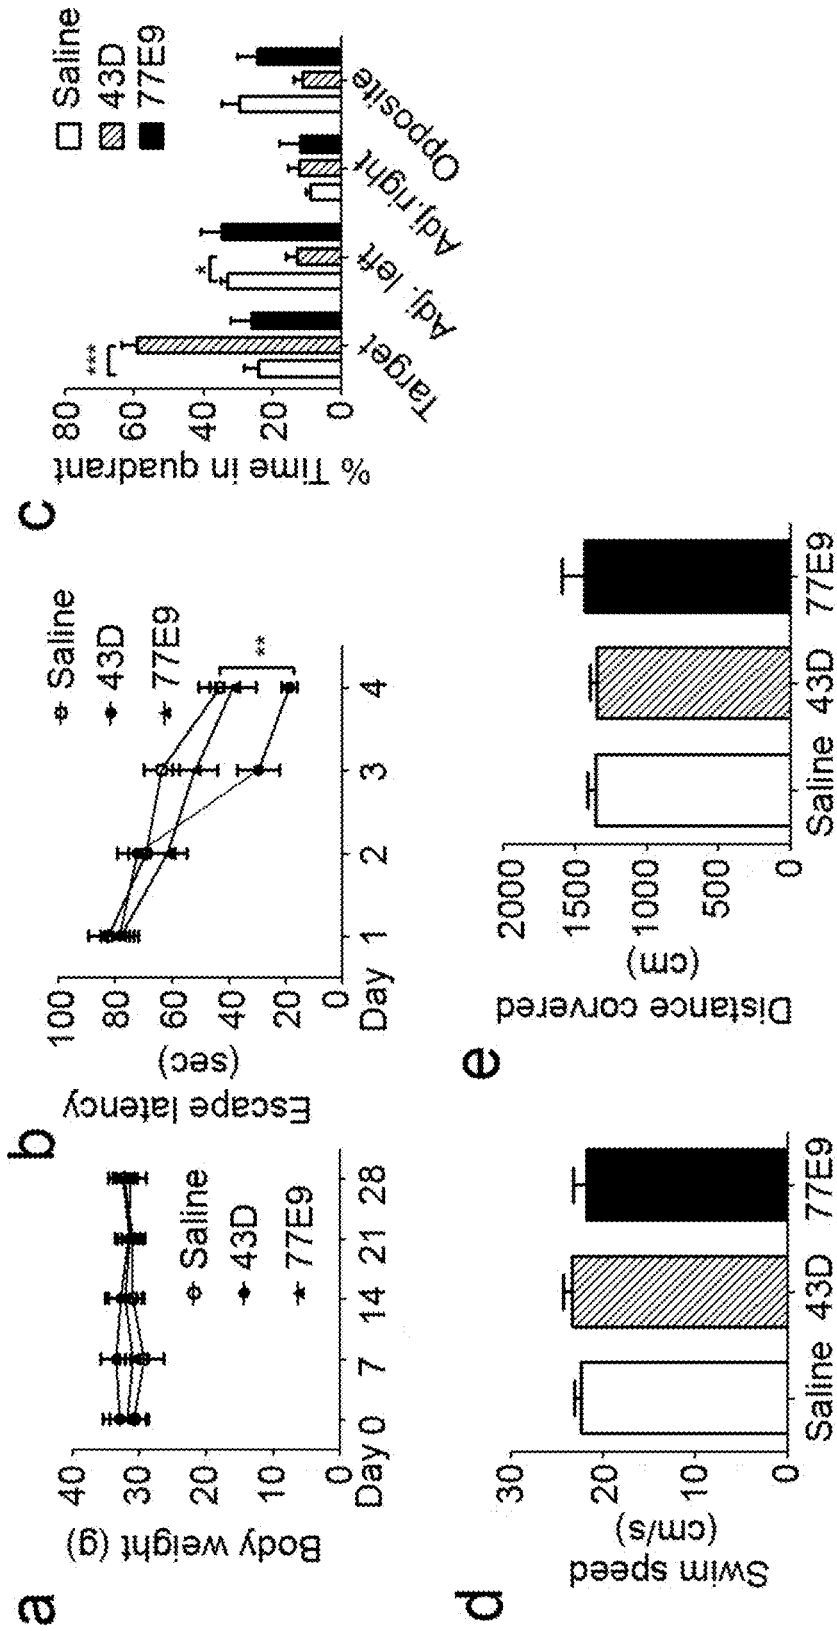 a
Body weight (g)
40
30
20
10
0
Day 0 7 14 21 28
Saline
43D
77E9
b
Escape latency
(sec)
100
80
60
40
20
0
Day 1 2 3 4
**
Saline
43D
77E9
c
% Time in quadrant
80
60
40
20
0
***
*
Target
Adj. left
Adj.right
Opposite
Saline
43D
77E9
d
Swim speed
(cm/s)
30
20
10
0
Saline 43D 77E9
e
Distance corvered
(cm)
2000
1500
1000
500
0
Saline 43D 77E9